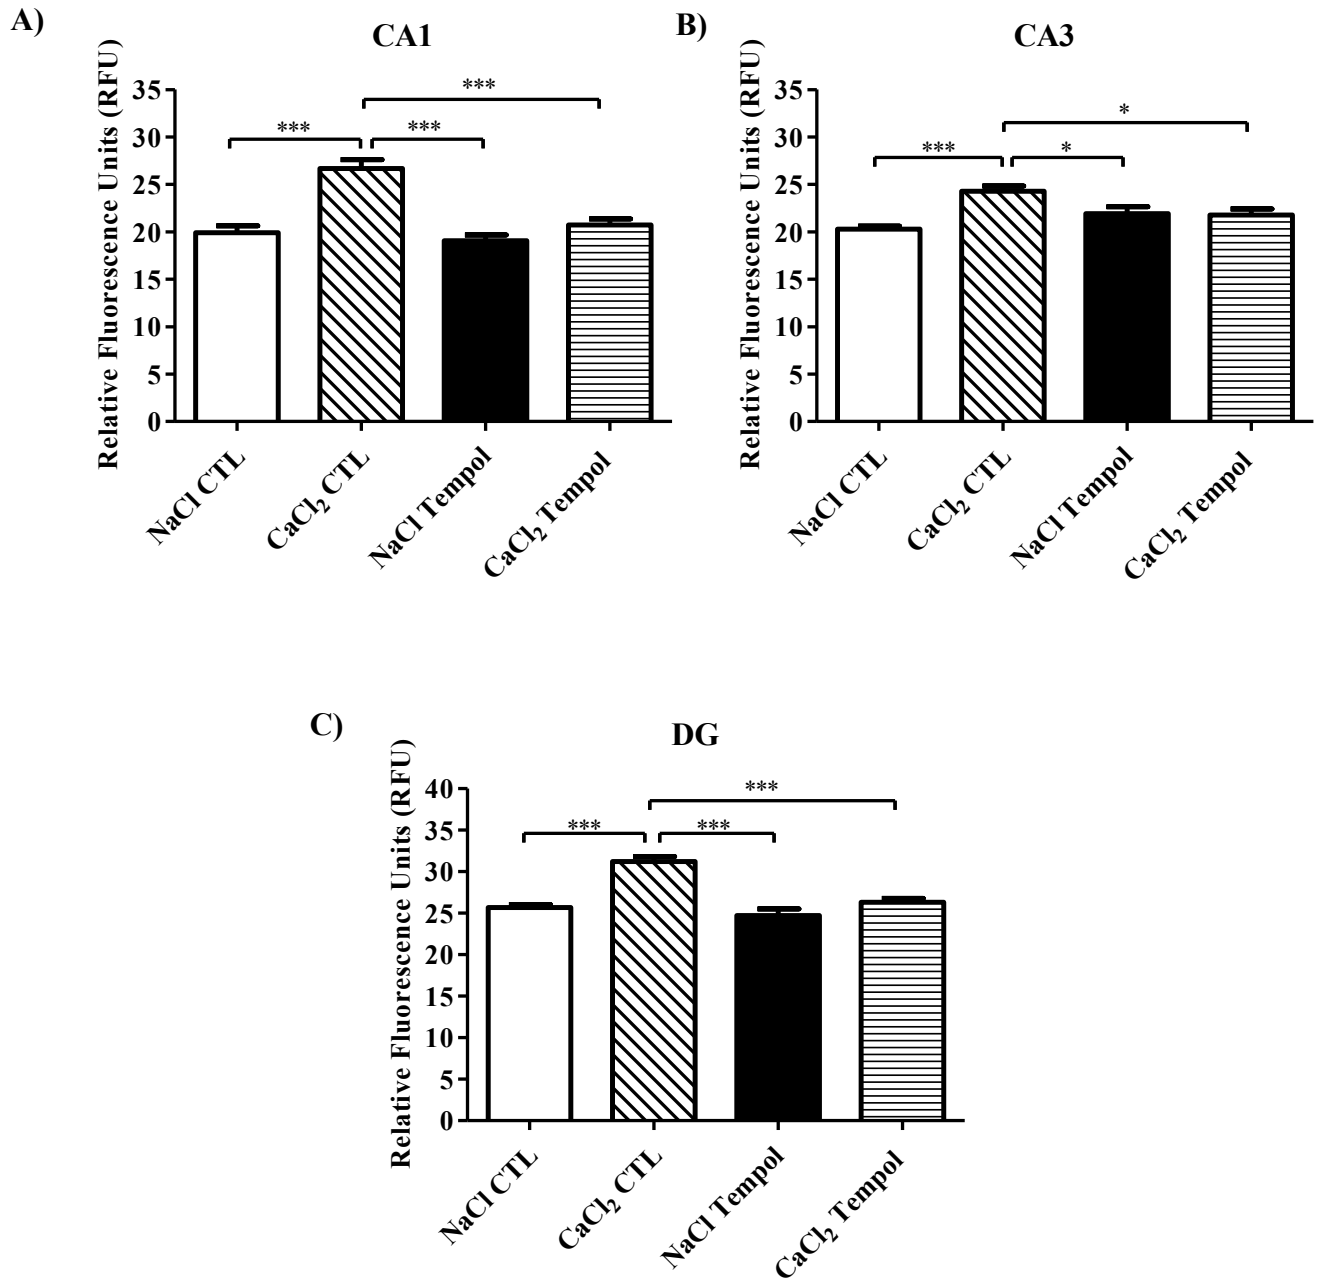 A)
CA1
Relative Fluorescence Units (RFU)
35
30
25
20
15
10
5
0
***
***
***
NaCl CTL
CaCl₂ CTL
NaCl Tempol
CaCl₂ Tempol
B)
CA3
Relative Fluorescence Units (RFU)
35
30
25
20
15
10
5
0
*
***
*
NaCl CTL
CaCl₂ CTL
NaCl Tempol
CaCl₂ Tempol
C)
DG
Relative Fluorescence Units (RFU)
40
35
30
25
20
15
10
5
0
***
***
***
NaCl CTL
CaCl₂ CTL
NaCl Tempol
CaCl₂ Tempol